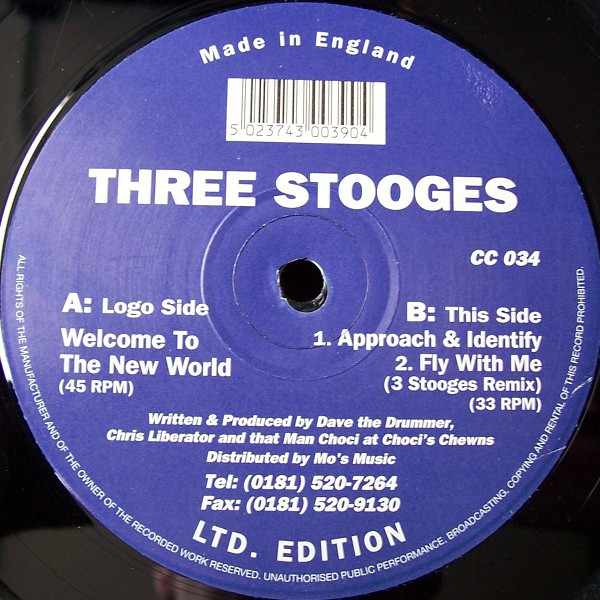 Made in England
5 023743 003904
THREE STOOGES
CC 034
A: Logo Side
Welcome To
The New World
(45 RPM)
B: This Side
1. Approach & Identify
2. Fly With Me
(3 Stooges Remix)
(33 RPM)
Written & Produced by Dave the Drummer,
Chris Liberator and that Man Choci at Choci's Chewns
Distributed by Mo's Music
Tel: (0181) 520-7264
Fax: (0181) 520-9130
LTD. EDITION
ALL RIGHTS OF THE MANUFACTURER AND OF THE OWNER OF THE RECORDED WORK RESERVED. UNAUTHORISED PUBLIC PERFORMANCE, BROADCASTING, COPYING AND RENTAL OF THIS RECORD PROHIBITED.